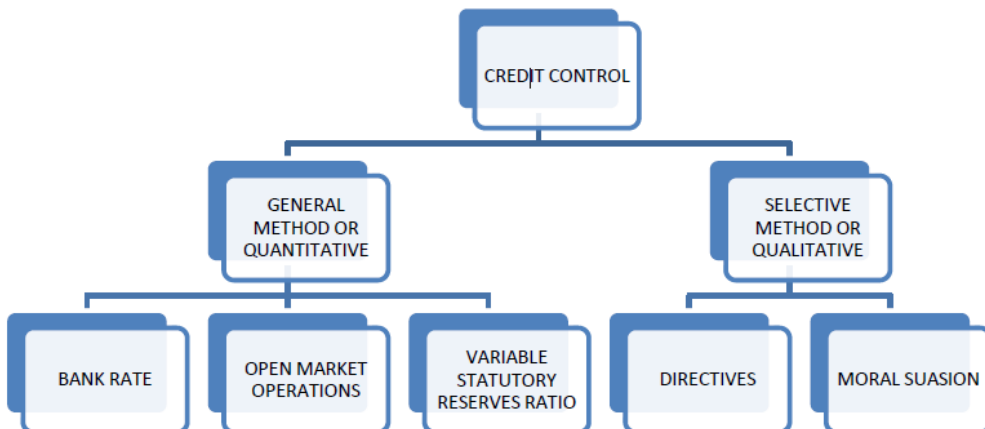 CREDIT CONTROL
GENERAL
METHOD OR
QUANTITATIVE
SELECTIVE
METHOD OR
QUALITATIVE
BANK RATE
OPEN MARKET
OPERATIONS
VARIABLE
STATUTORY
RESERVES RATIO
DIRECTIVES
MORAL SUASION